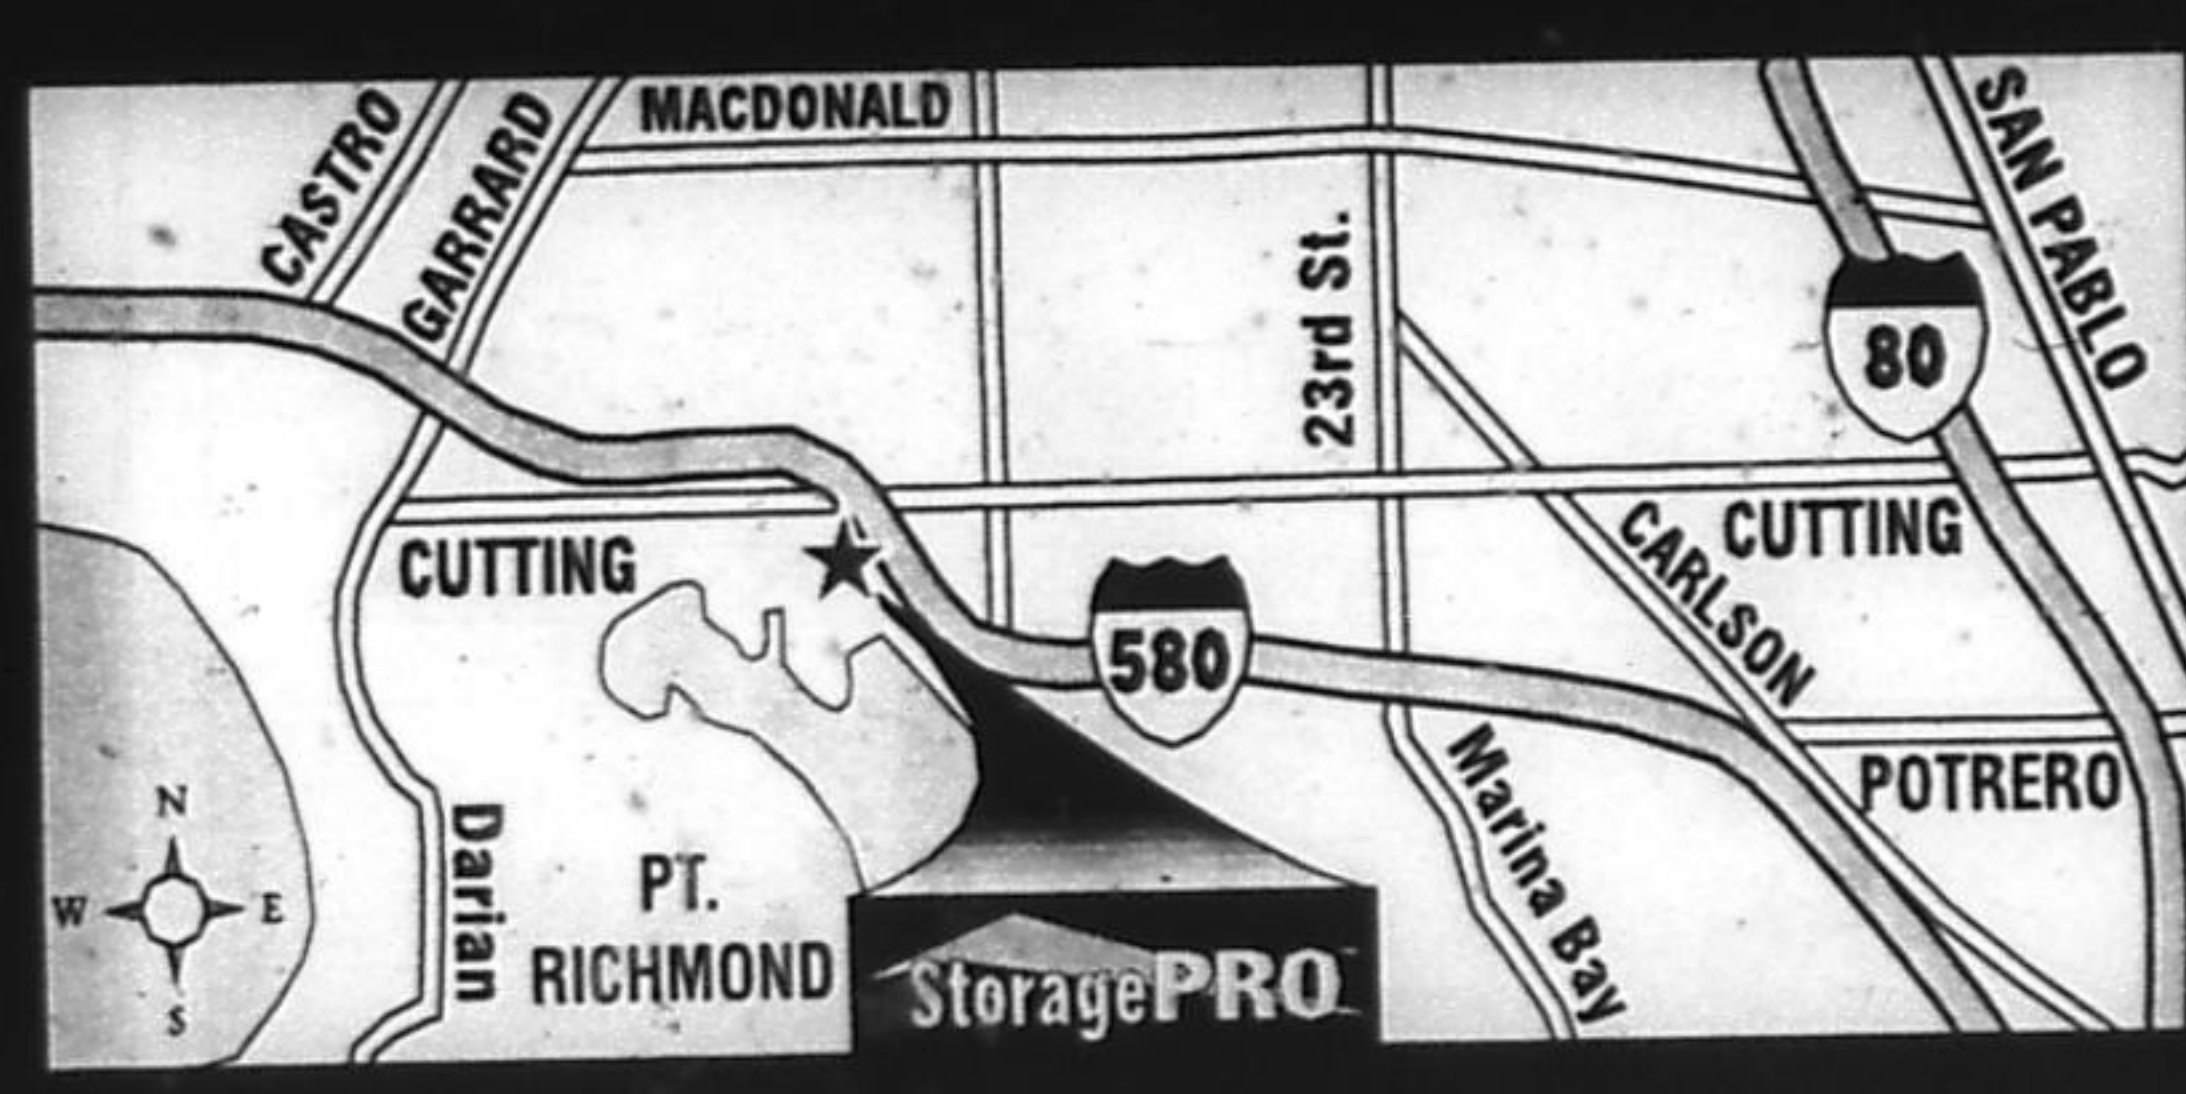 CASTRO
GARRARD
MACDONALD
SAN PABLO
23rd St.
80
CUTTING
CARLSON
CUTTING
580
POTRERO
Marina Bay
Darian
PT.
RICHMOND
N
W E
S
StoragePRO